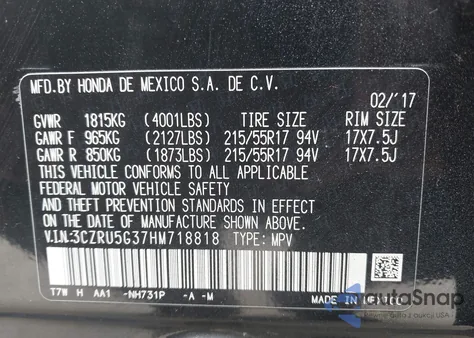 MFD.BY HONDA DE MEXICO S.A. DE C.V.
02/'17
GVWR 1815KG (4001LBS) TIRE SIZE RIM SIZE
GAWR F 965KG (2127LBS) 215/55R17 94V 17X7.5J
GAWR R 850KG (1873LBS) 215/55R17 94V 17X7.5J
THIS VEHICLE CONFORMS TO ALL APPLICABLE
FEDERAL MOTOR VEHICLE SAFETY
AND THEFT PREVENTION STANDARDS IN EFFECT
ON THE DATE OF MANUFACTURE SHOWN ABOVE.
V.I.N:3CZRU5G37HM718818 TYPE: MPV
T7W H AA1 -NH731P -A -M MADE IN MEXICO
autaSnap